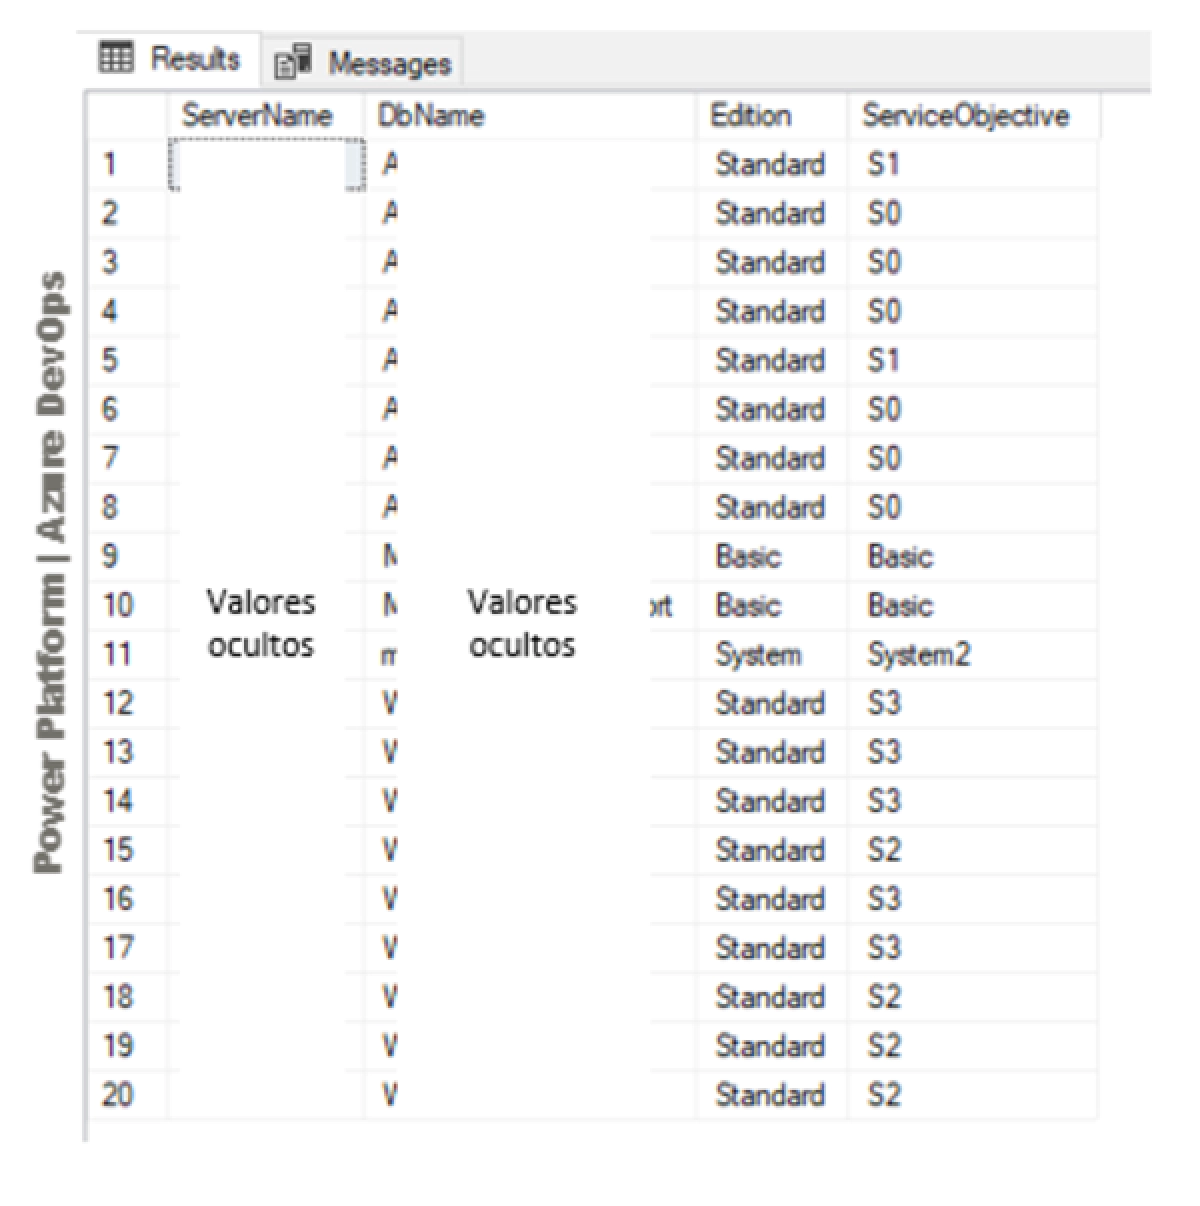 Results Messages
ServerName DbName Edition ServiceObjective
1 A Standard S1
2 A Standard S0
3 A Standard S0
4 A Standard S0
5 A Standard S1
6 A Standard S0
7 A Standard S0
8 A Standard S0
9 Basic Basic
10 Valores Valores Basic Basic
11 ocultos ocultos System System2
12 Standard S3
13 Standard S3
14 Standard S3
15 Standard S2
16 Standard S3
17 Standard S3
18 Standard S2
19 Standard S2
20 Standard S2
Power Platform | Azure DevOps